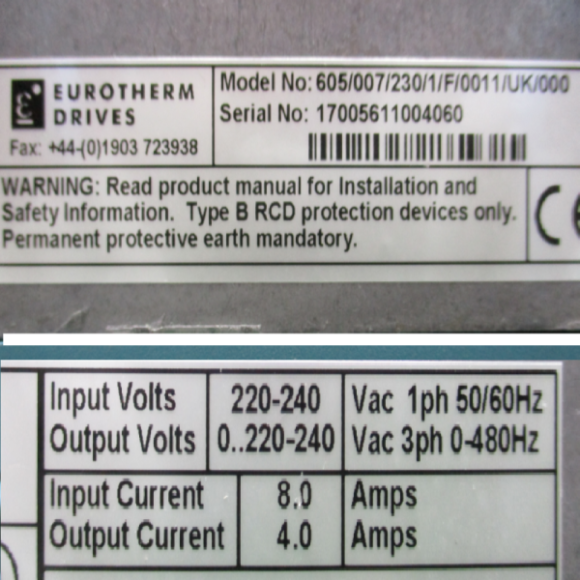 EUROTHERM
DRIVES
Fax: +44-(0)1903 723938
Model No: 605/007/230/1/F/0011/UK/000
Serial No: 17005611004060
WARNING: Read product manual for Installation and
Safety Information. Type B RCD protection devices only.
Permanent protective earth mandatory.
CE
Input Volts 220-240 Vac 1ph 50/60Hz
Output Volts 0..220-240 Vac 3ph 0-480Hz
Input Current 8.0 Amps
Output Current 4.0 Amps